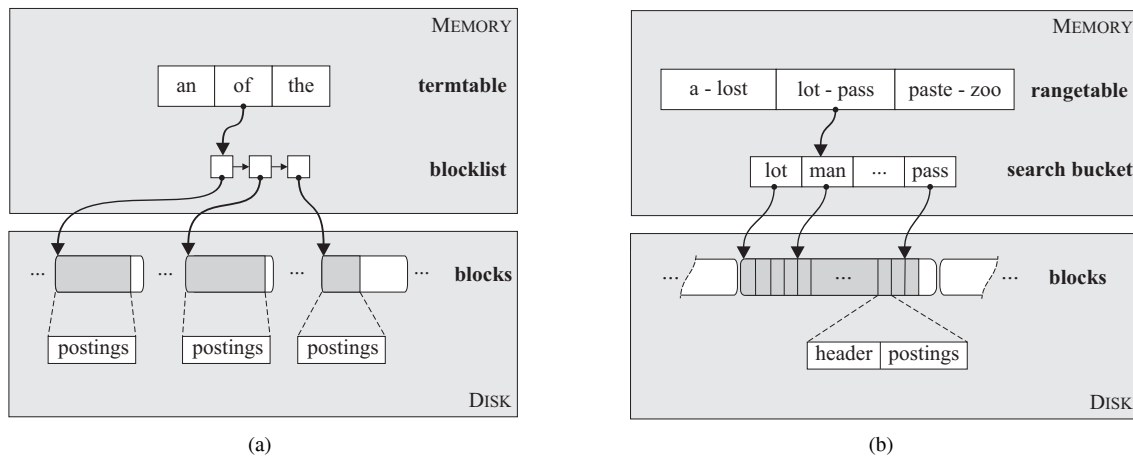 MEMORY
an of the termtable
blocklist
... ... ... ... blocks
postings postings postings
DISK
(a)
MEMORY
a - lost lot - pass paste - zoo rangetable
lot man ... pass search bucket
... ... ... blocks
header postings
DISK
(b)